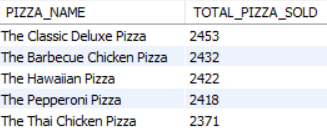 PIZZA_NAME TOTAL_PIZZA_SOLD
The Classic Deluxe Pizza 2453
The Barbecue Chicken Pizza 2432
The Hawaiian Pizza 2422
The Pepperoni Pizza 2418
The Thai Chicken Pizza 2371